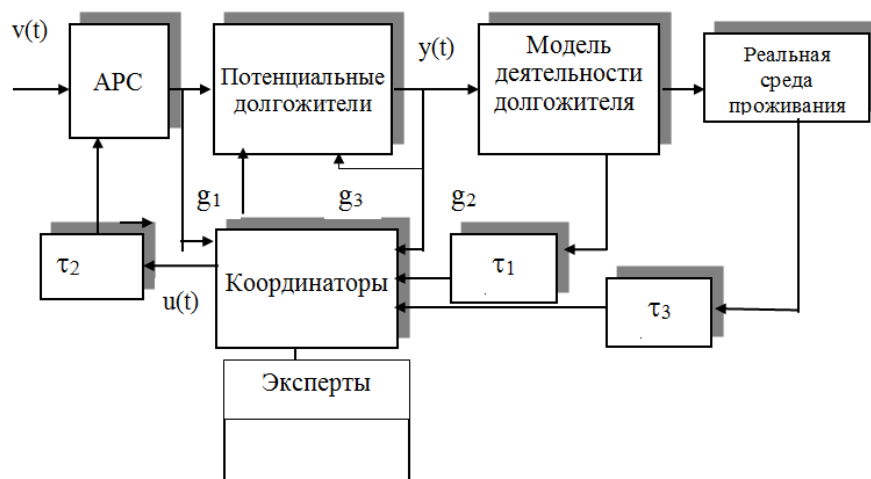 v(t)
АРС
Потенциальные
долгожители
y(t)
Модель
деятельности
долгожителя
Реальная
среда
проживания
g1
g3
g2
τ2
u(t)
Координаторы
τ1
τ3
Эксперты